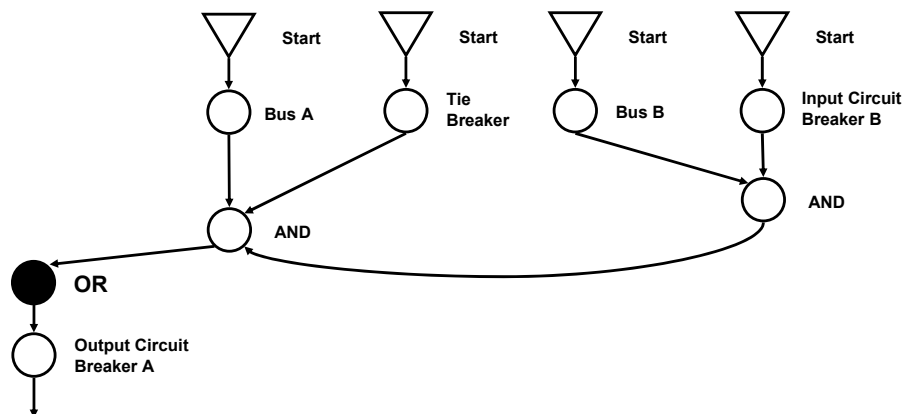 Start
Start
Start
Start
Bus A
Tie
Breaker
Bus B
Input Circuit
Breaker B
AND
AND
OR
Output Circuit
Breaker A